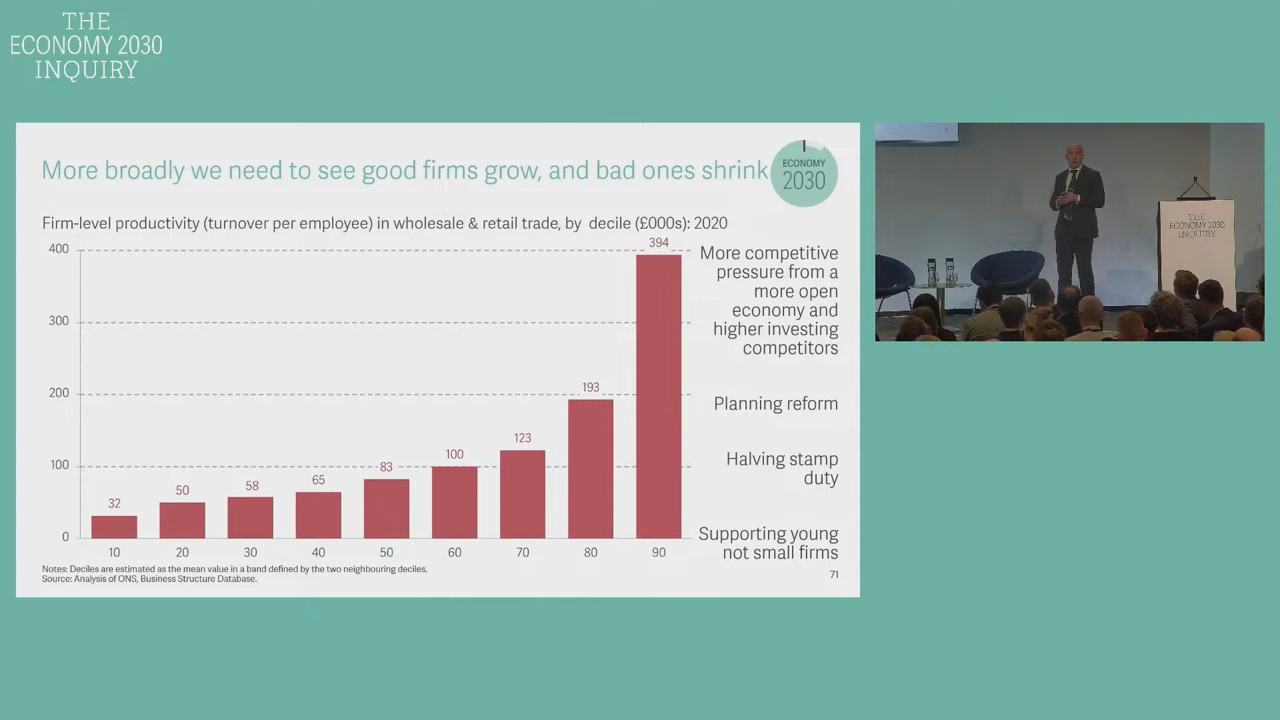 THE
ECONOMY 2030
INQUIRY
More broadly we need to see good firms grow, and bad ones shrink
ECONOMY
2030
Firm-level productivity (turnover per employee) in wholesale & retail trade, by decile (£000s): 2020
400
300
200
100
0
32
50
58
65
83
100
123
193
394
10
20
30
40
50
60
70
80
90
More competitive
pressure from a
more open
economy and
higher investing
competitors
Planning reform
Halving stamp
duty
Supporting young
not small firms
Notes: Deciles are estimated as the mean value in a band defined by the two neighbouring deciles.
Source: Analysis of ONS, Business Structure Database.
71
THE
ECONOMY 2030
INQUIRY